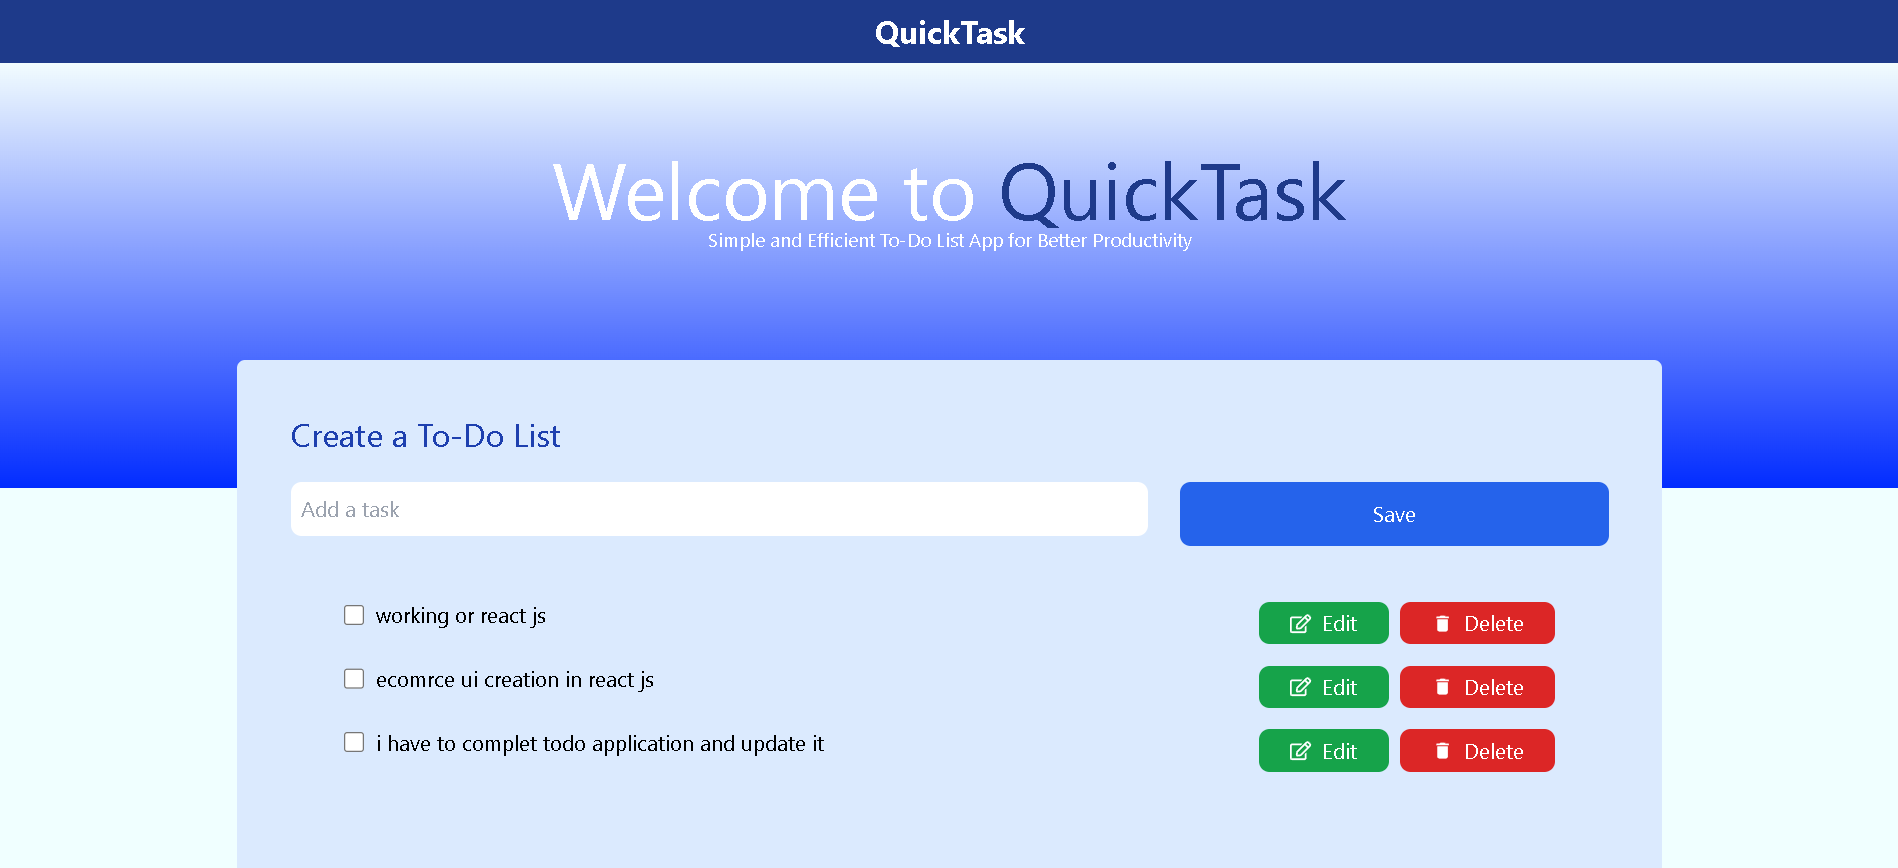 QuickTask
Welcome to QuickTask
Simple and Efficient To-Do List App for Better Productivity
Create a To-Do List
Add a task
Save
working or react js
Edit
Delete
ecomrce ui creation in react js
Edit
Delete
i have to complet todo application and update it
Edit
Delete